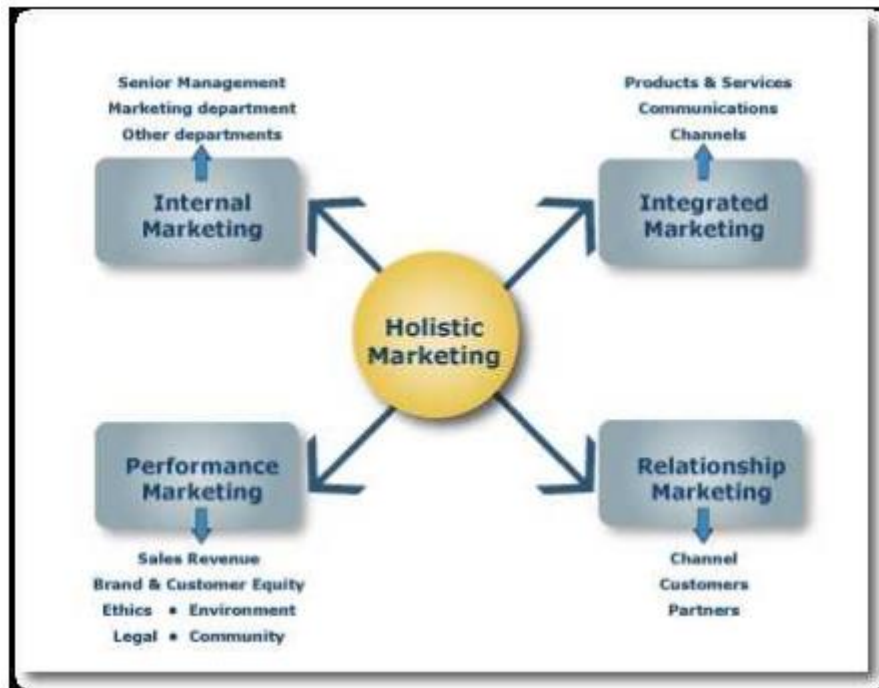 Senior Management
Marketing department
Other departments
Internal
Marketing
Products & Services
Communications
Channels
Integrated
Marketing
Holistic
Marketing
Performance
Marketing
Sales Revenue
Brand & Customer Equity
Ethics • Environment
Legal • Community
Relationship
Marketing
Channel
Customers
Partners